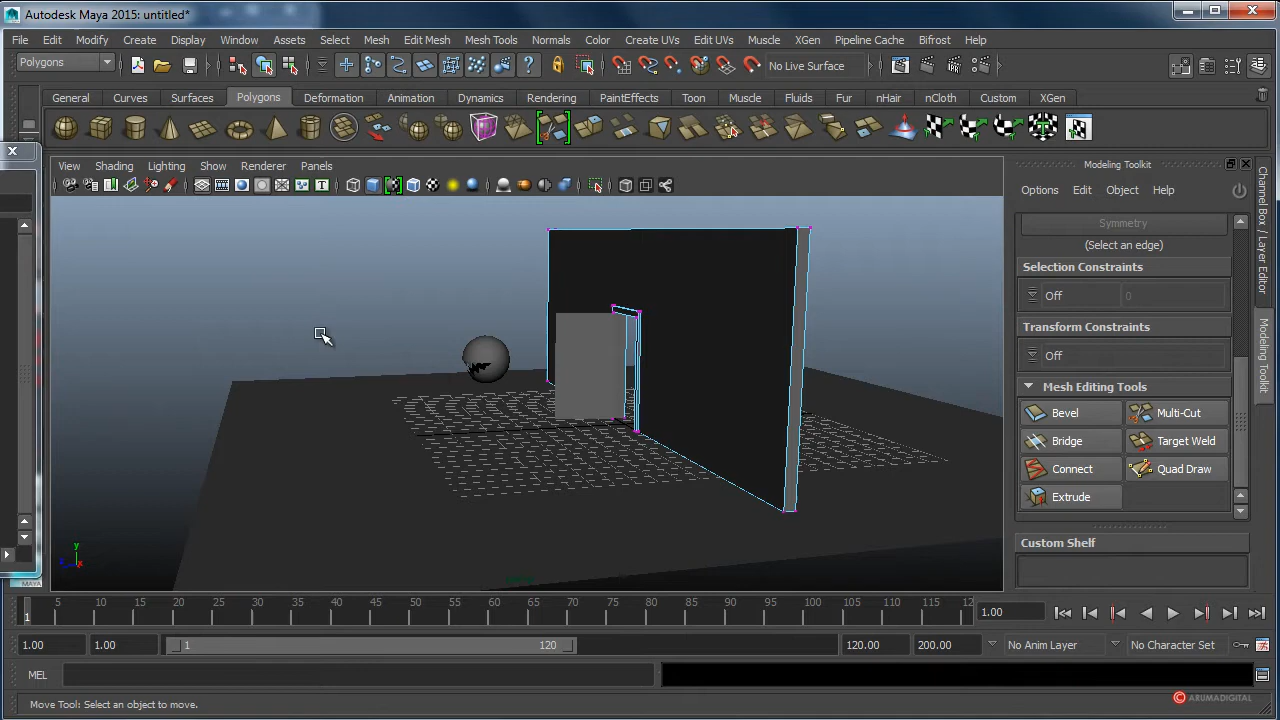 Autodesk Maya 2015: untitled*
File Edit Modify Create Display Window Assets Select Mesh Edit Mesh Mesh Tools Normals Color Create UVs Edit UVs Muscle XGen Pipeline Cache Bifrost Help
Polygons No Live Surface
General Curves Surfaces Polygons Deformation Animation Dynamics Rendering PaintEffects Toon Muscle Fluids Fur nHair nCloth Custom XGen
View Shading Lighting Show Renderer Panels
Modeling Toolkit
Options Edit Object Help
Symmetry
(Select an edge)
Selection Constraints
Off 0
Transform Constraints
Off
Mesh Editing Tools
Bevel Multi-Cut
Bridge Target Weld
Connect Quad Draw
Extrude
Custom Shelf
Channel Box / Layer Editor
Modeling Toolkit
y
MAYA
1 5 10 15 20 25 30 35 40 45 50 55 60 65 70 75 80 85 90 95 100 105 110 115 12 1.00
1.00 1.00 1 120 120.00 200.00 No Anim Layer No Character Set
MEL
Move Tool: Select an object to move.
© ARUMADIGITAL